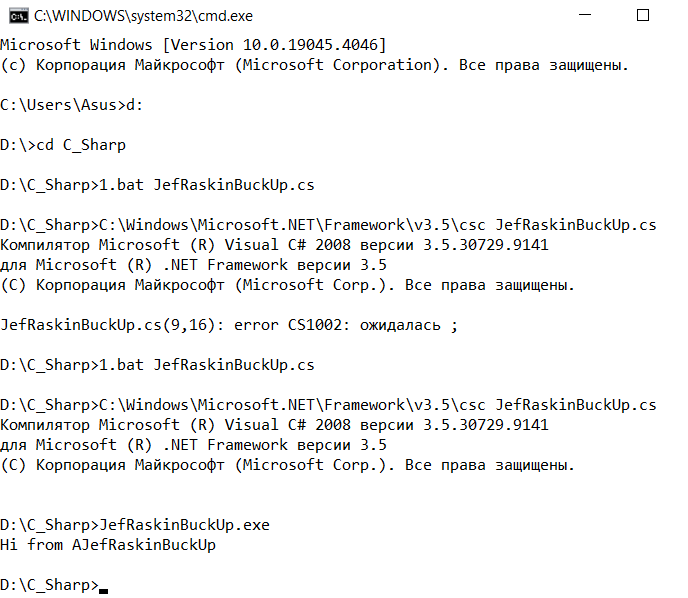 C:\WINDOWS\system32\cmd.exe
Microsoft Windows [Version 10.0.19045.4046]
(c) Корпорация Майкрософт (Microsoft Corporation). Все права защищены.
C:\Users\Asus>d:
D:\>cd C_Sharp
D:\C_Sharp>1.bat JefRaskinBuckUp.cs
D:\C_Sharp>C:\Windows\Microsoft.NET\Framework\v3.5\csc JefRaskinBuckUp.cs
Компилятор Microsoft (R) Visual C# 2008 версии 3.5.30729.9141
для Microsoft (R) .NET Framework версии 3.5
(C) Корпорация Майкрософт (Microsoft Corp.). Все права защищены.
JefRaskinBuckUp.cs(9,16): error CS1002: ожидалась ;
D:\C_Sharp>1.bat JefRaskinBuckUp.cs
D:\C_Sharp>C:\Windows\Microsoft.NET\Framework\v3.5\csc JefRaskinBuckUp.cs
Компилятор Microsoft (R) Visual C# 2008 версии 3.5.30729.9141
для Microsoft (R) .NET Framework версии 3.5
(C) Корпорация Майкрософт (Microsoft Corp.). Все права защищены.
D:\C_Sharp>JefRaskinBuckUp.exe
Hi from AJefRaskinBuckUp
D:\C_Sharp>